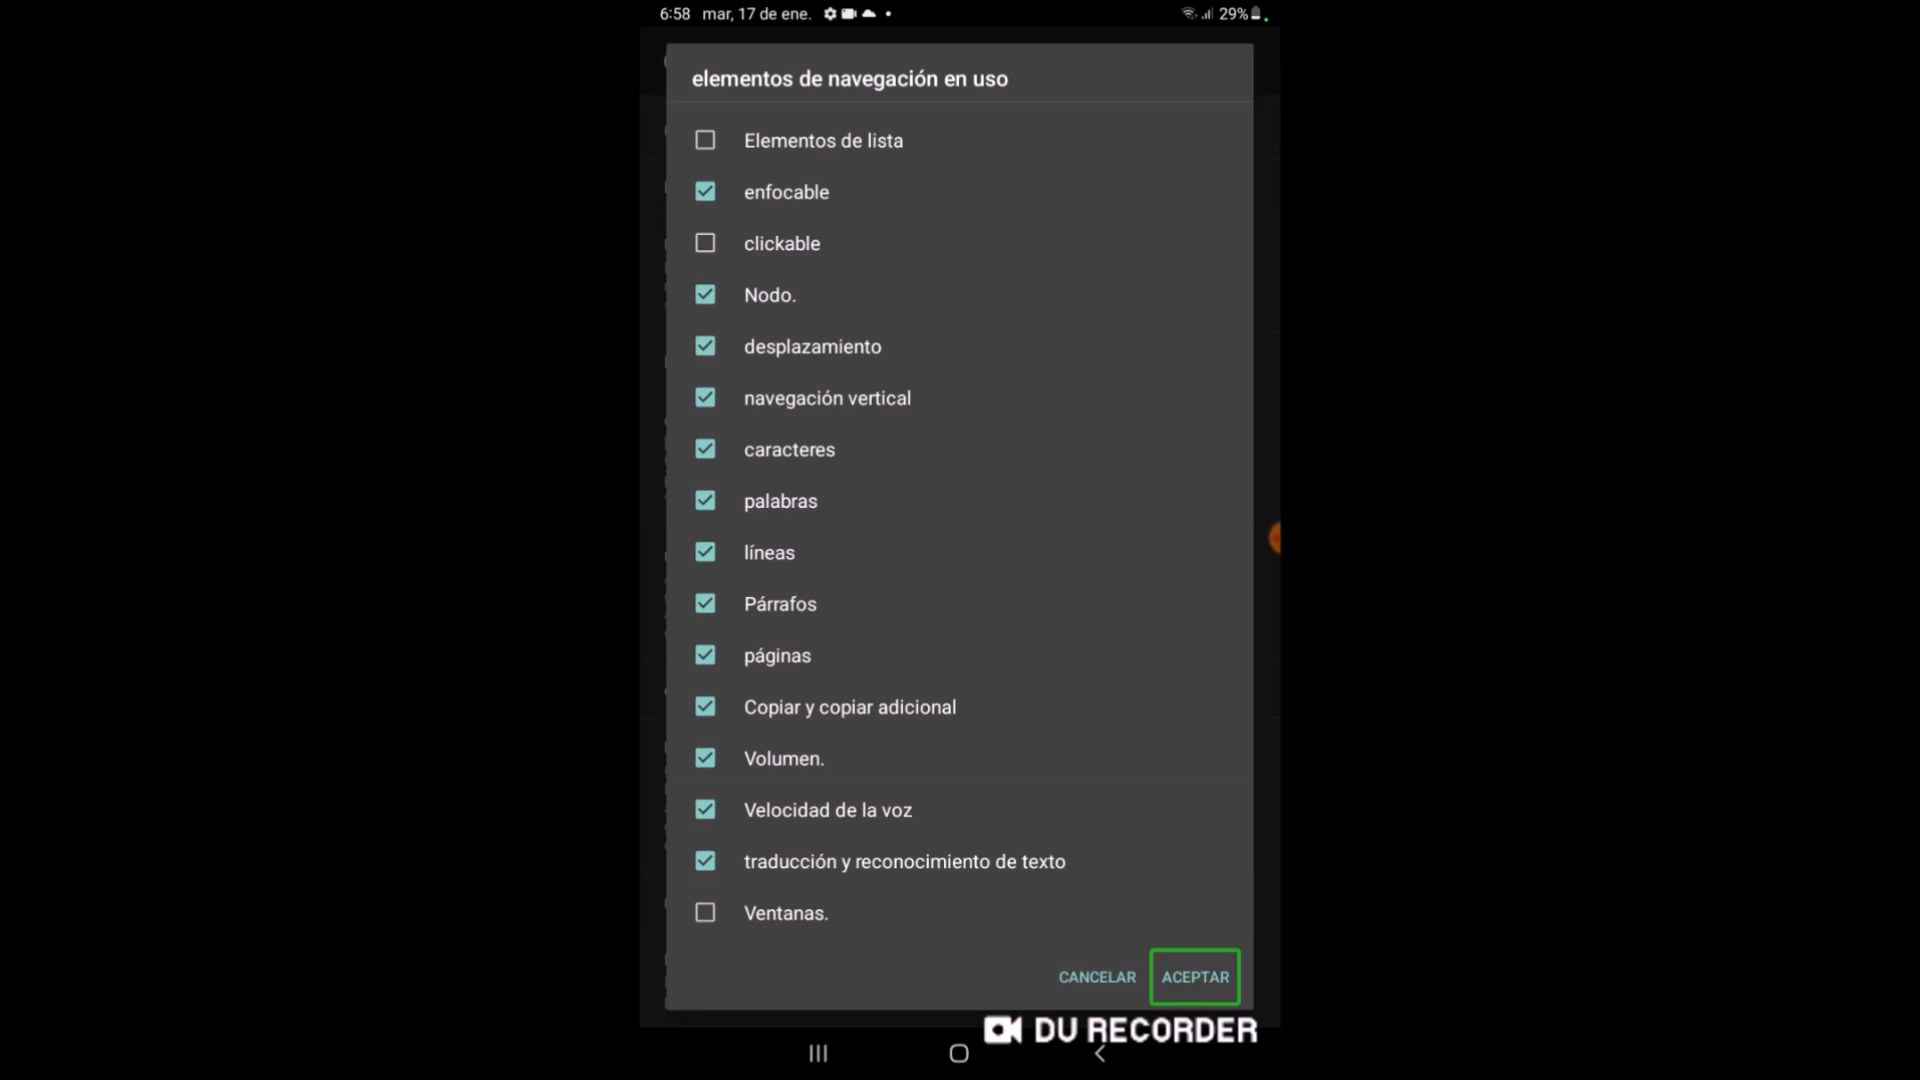 6:58 mar, 17 de ene. 29%
elementos de navegación en uso
Elementos de lista
enfocable
clickable
Nodo.
desplazamiento
navegación vertical
caracteres
palabras
líneas
Párrafos
páginas
Copiar y copiar adicional
Volumen.
Velocidad de la voz
traducción y reconocimiento de texto
Ventanas.
CANCELAR ACEPTAR
DU RECORDER